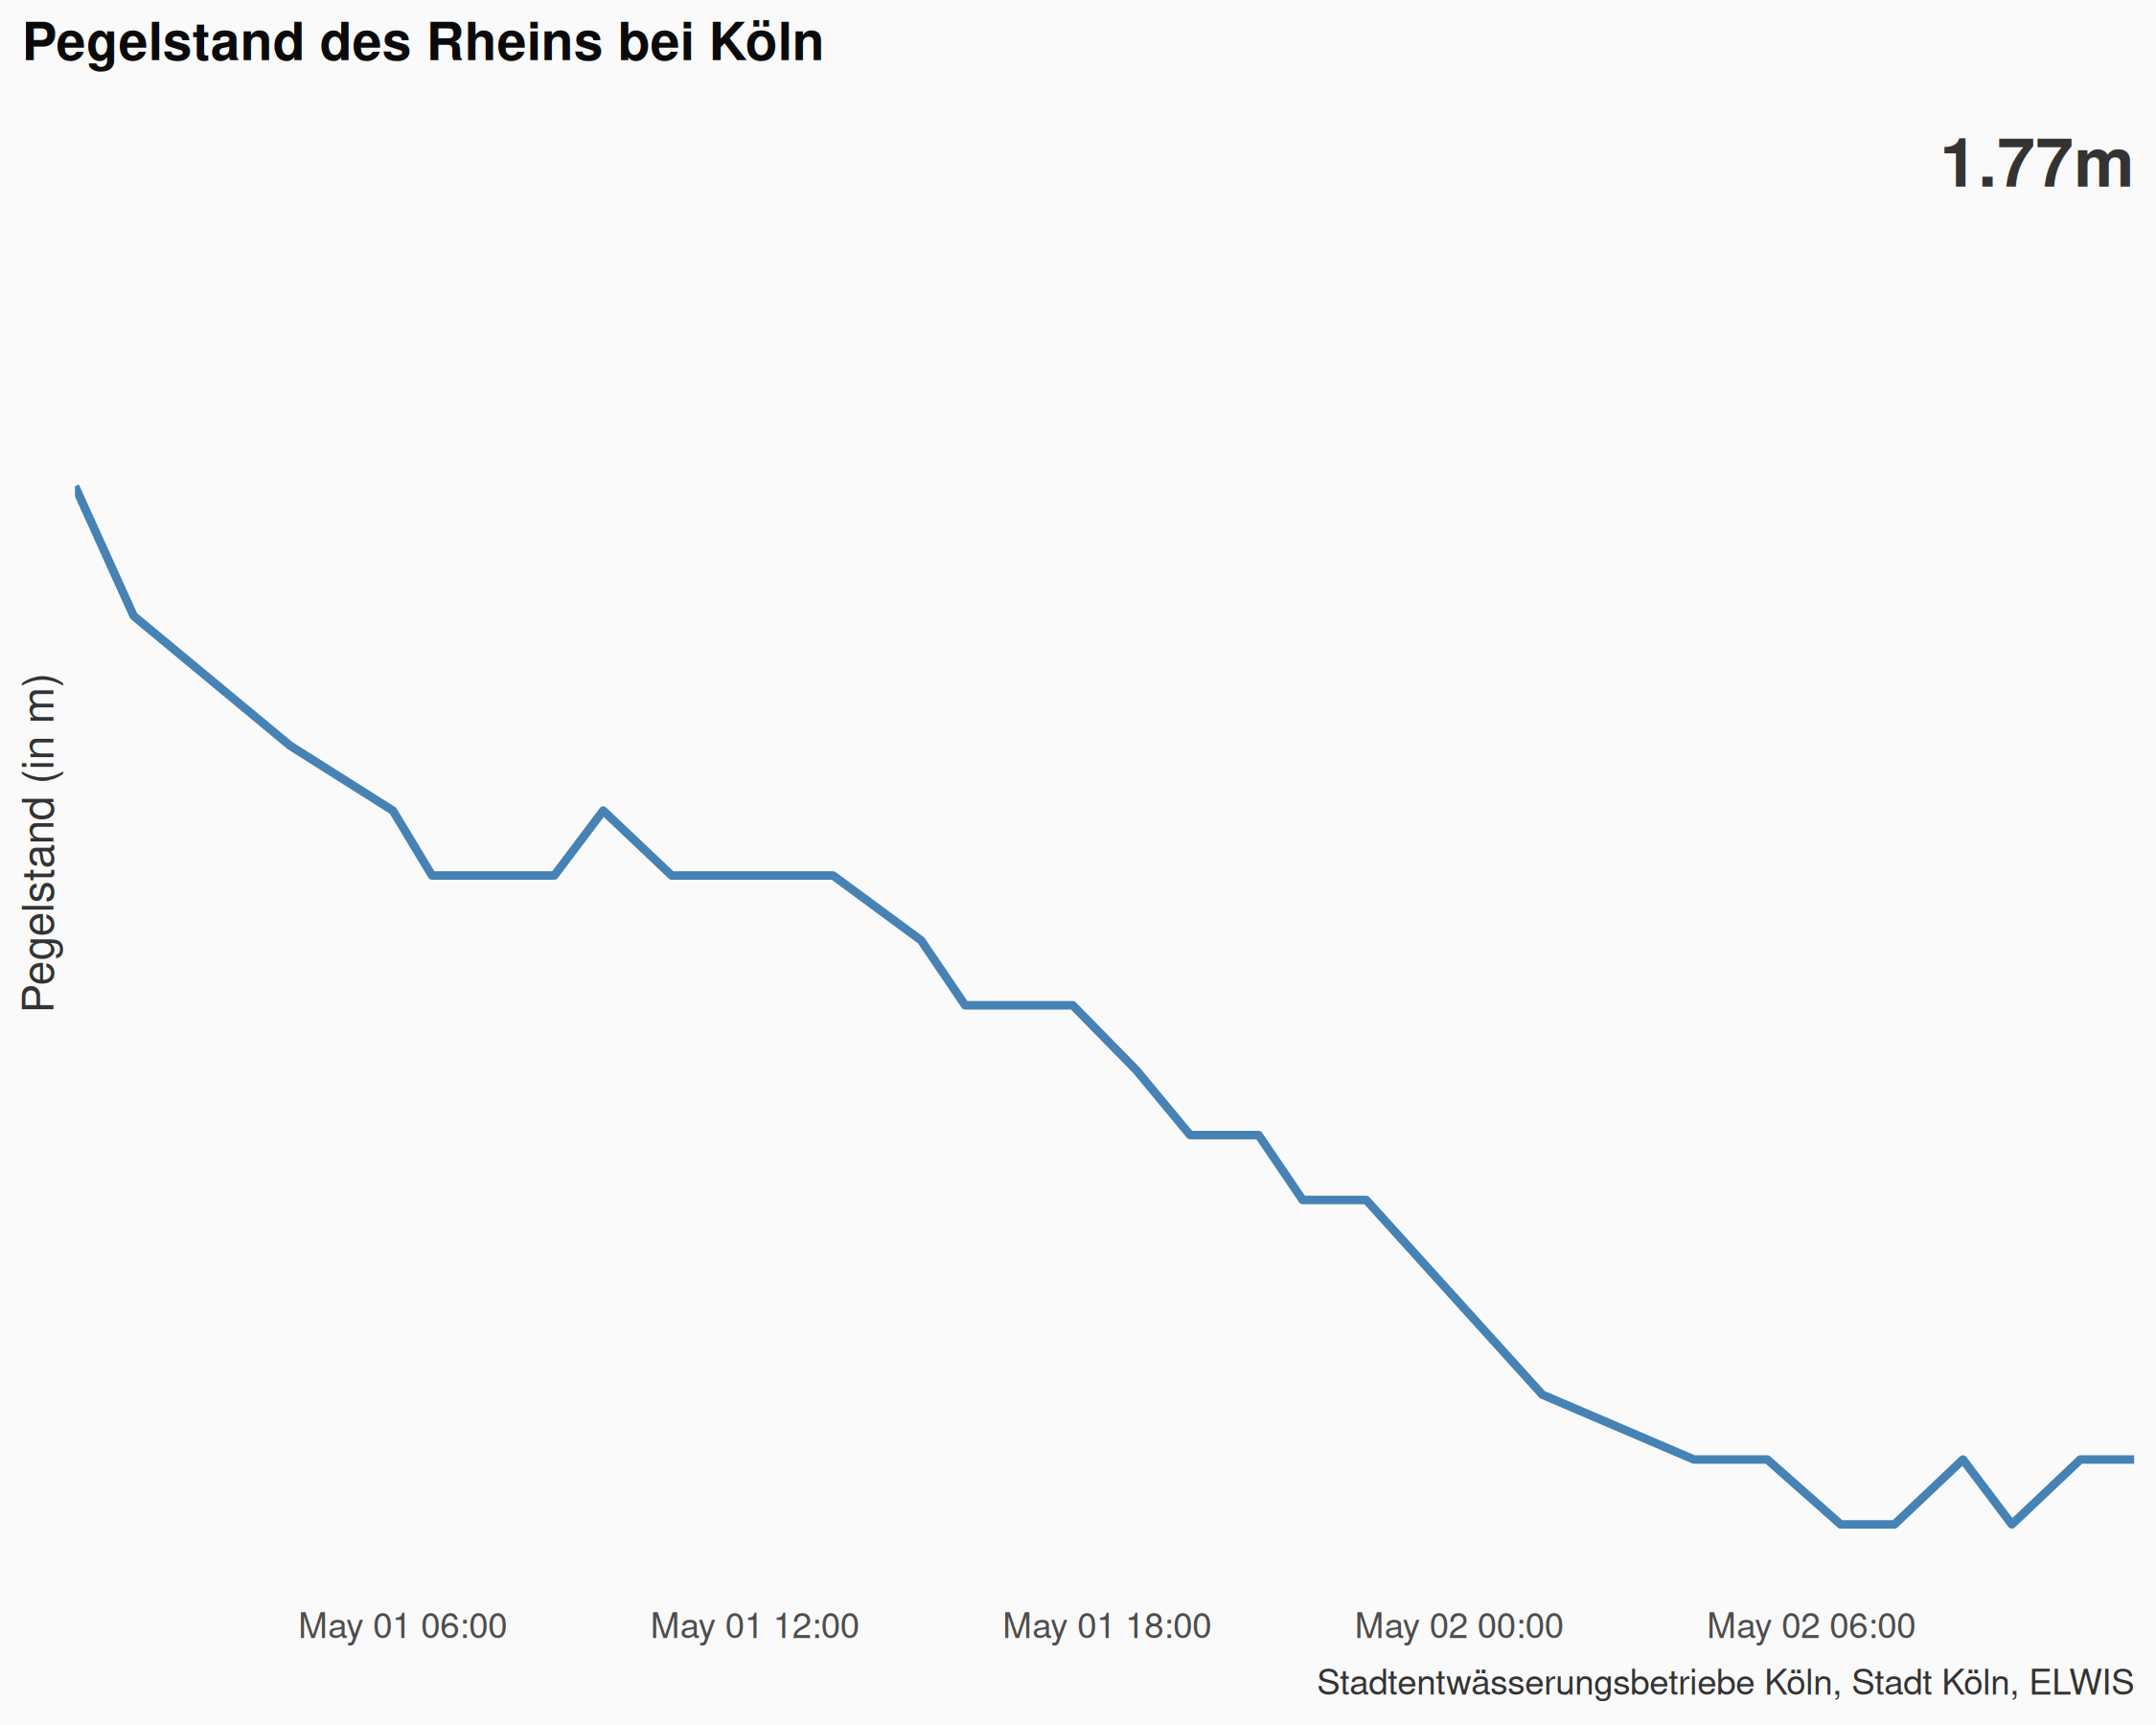 Pegelstand des Rheins bei Köln
1.77m
Pegelstand (in m)
May 01 06:00
May 01 12:00
May 01 18:00
May 02 00:00
May 02 06:00
Stadtentwässerungsbetriebe Köln, Stadt Köln, ELWIS